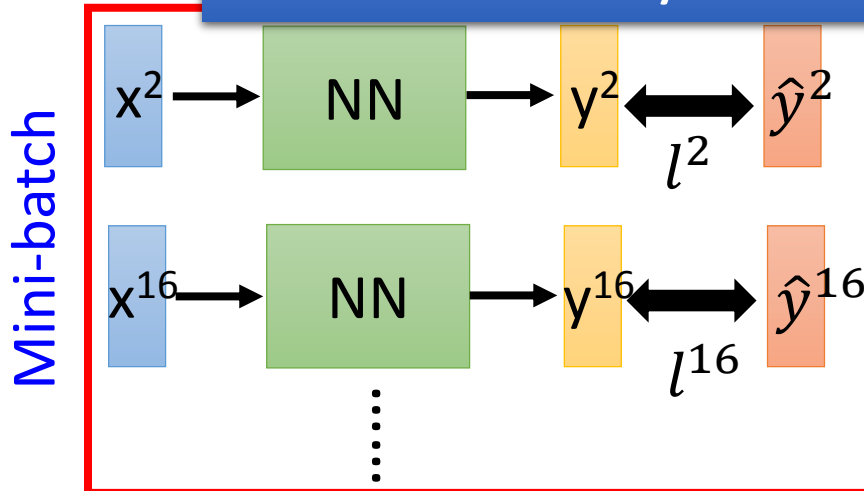 Mini-batch
x² NN y² ŷ²
l²
x¹⁶ NN y¹⁶ ŷ¹⁶
l¹⁶